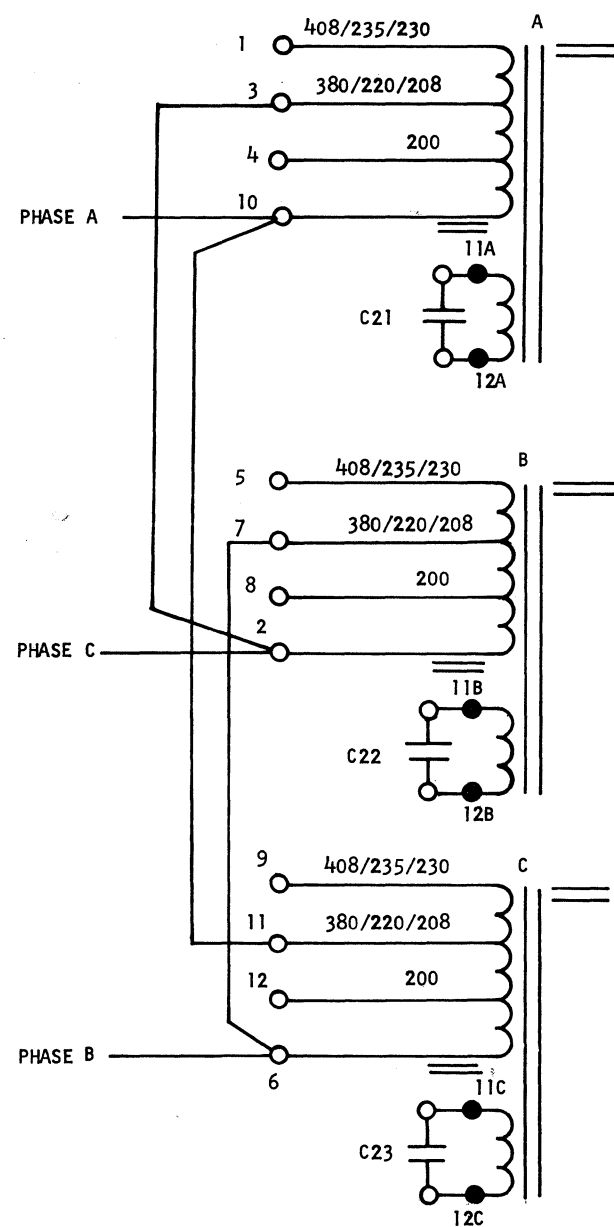 A
1 408/235/230
3 380/220/208
4 200
PHASE A 10
11A
C21
12A
B
5 408/235/230
7 380/220/208
8 200
2
PHASE C
11B
C22
12B
C
9 408/235/230
11 380/220/208
12 200
PHASE B
6
11C
C23
12C